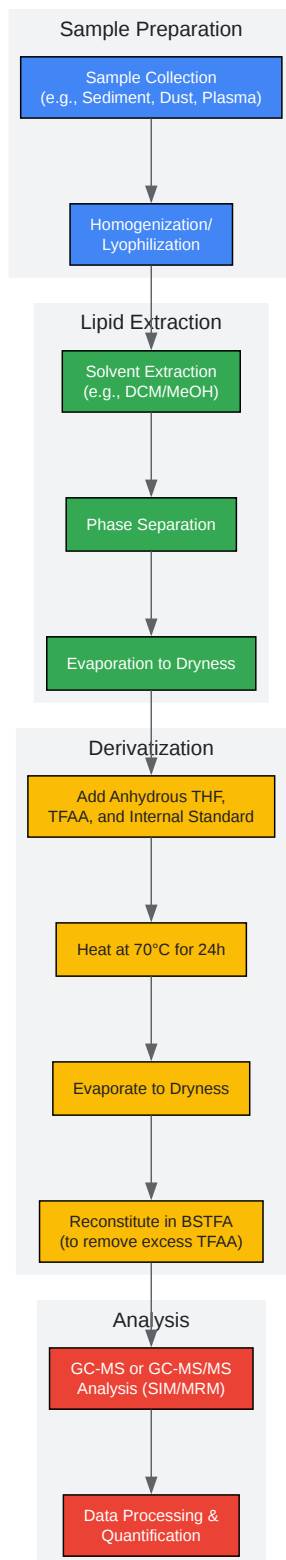 Sample Preparation
Sample Collection
(e.g., Sediment, Dust, Plasma)
Homogenization/
Lyophilization
Lipid Extraction
Solvent Extraction
(e.g., DCM/MeOH)
Phase Separation
Evaporation to Dryness
Derivatization
Add Anhydrous THF,
TFAA, and Internal Standard
Heat at 70°C for 24h
Evaporate to Dryness
Reconstitute in BSTFA
(to remove excess TFAA)
Analysis
GC-MS or GC-MS/MS
Analysis (SIM/MRM)
Data Processing &
Quantification